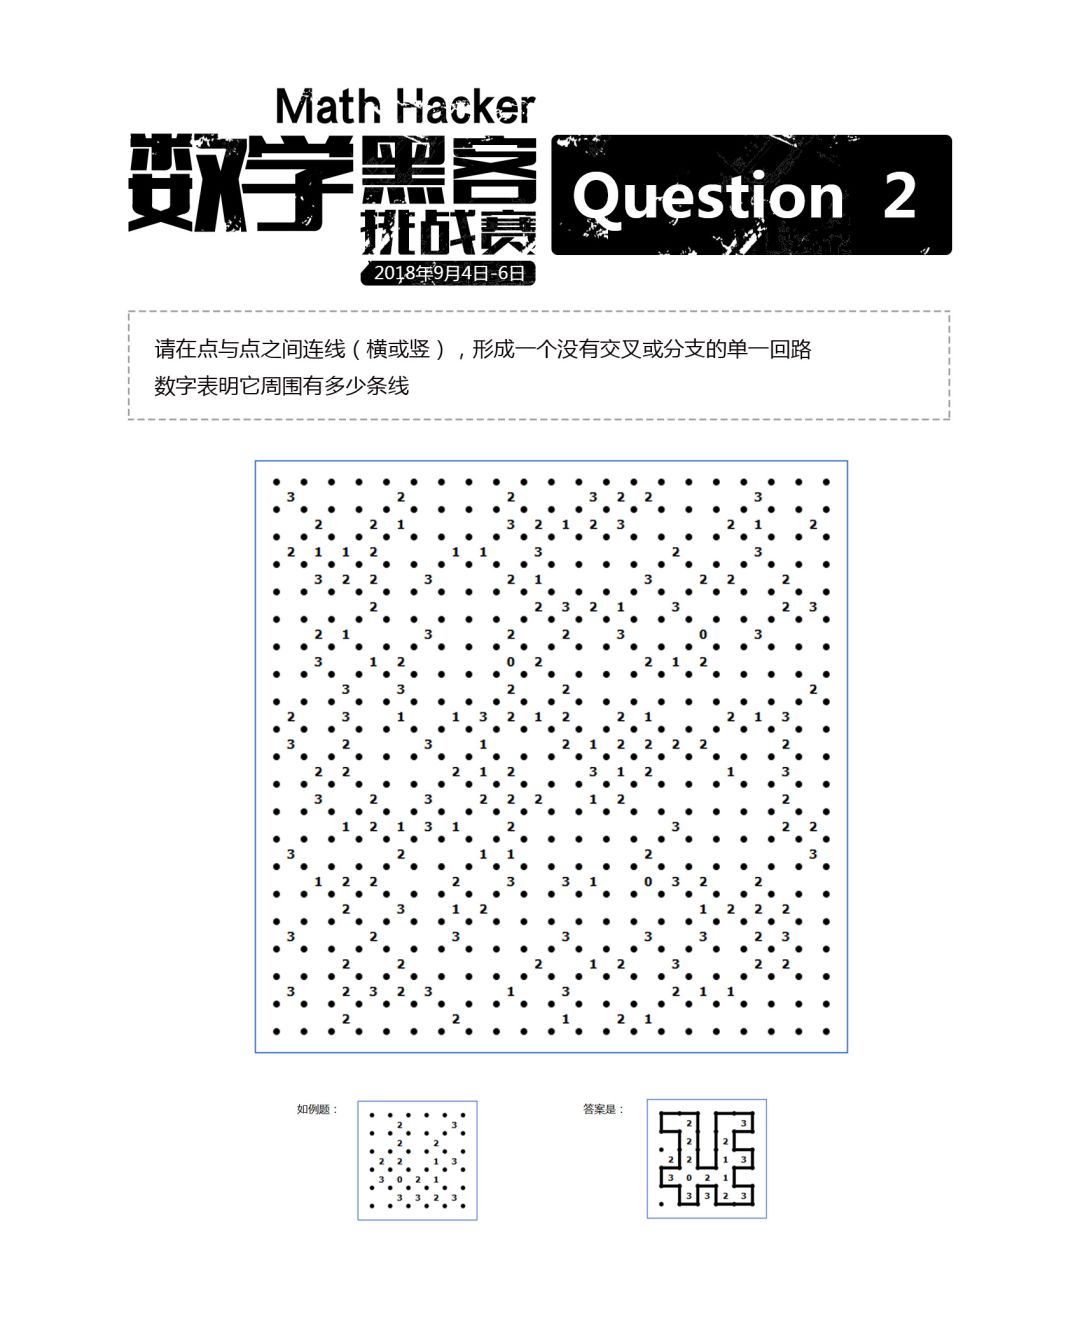 Math Hacker
数学黑客
挑战赛
2018年9月4日-6日
Question 2
请在点与点之间连线（横或竖），形成一个没有交叉或分支的单一回路
数字表明它周围有多少条线
3 2 2 3 2 2 3
2 2 1 3 2 1 2 3 2 1 2
2 1 1 2 1 1 3 2 3
3 2 2 3 2 1 3 2 2 2
2 2 3 2 1 3 2 3
2 1 3 2 2 3 0 3
3 1 2 0 2 2 1 2
3 3 2 2 2
2 3 1 1 3 2 1 2 2 1 2 1 3
3 2 3 1 2 1 2 2 2 2 2
2 2 2 1 2 3 1 2 1 3
3 2 3 2 2 2 1 2 2
1 2 1 3 1 2 3 2 2
3 2 1 1 2 3
1 2 2 2 3 3 1 0 3 2 2
2 3 1 2 1 2 2 2
3 2 3 3 3 3 2 3
2 2 2 1 2 3 2 2
3 2 3 2 3 1 3 2 1 1
2 2 1 2 1
如例题：
2 3
2 2
2 2 1 3
3 0 2 1
3 3 2 3
答案是：
2 3
2 2
2 2 1 3
3 0 2 1
3 3 2 3